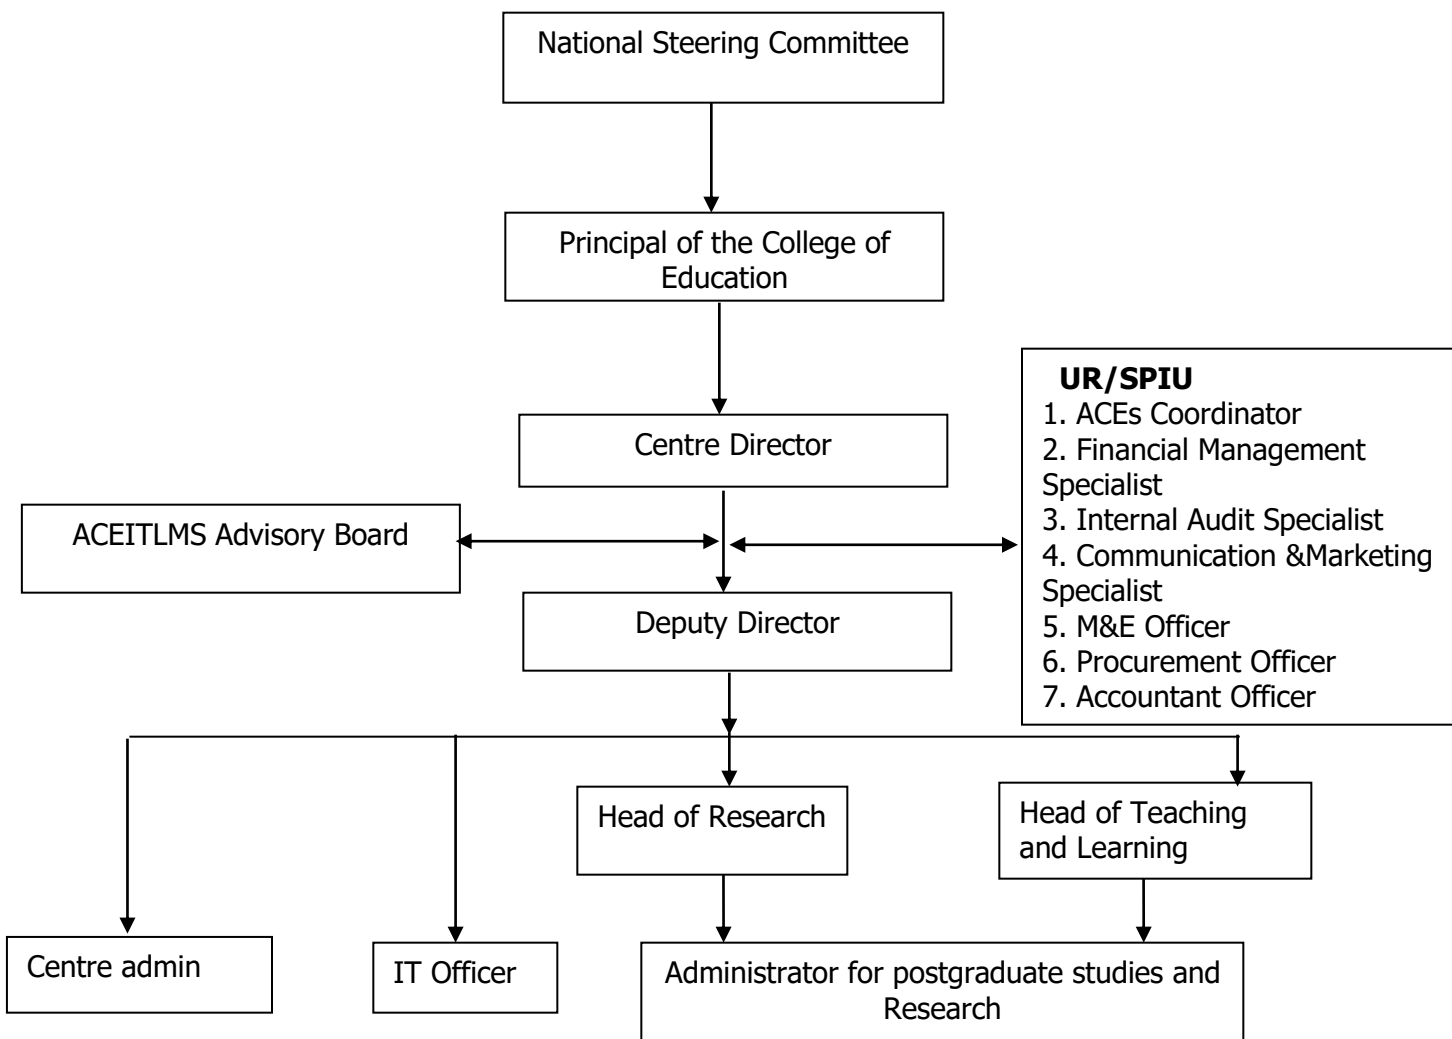 National Steering Committee
Principal of the College of
Education
Centre Director
UR/SPIU
1. ACEs Coordinator
2. Financial Management
Specialist
3. Internal Audit Specialist
4. Communication &Marketing
Specialist
5. M&E Officer
6. Procurement Officer
7. Accountant Officer
ACEITLMS Advisory Board
Deputy Director
Head of Research
Head of Teaching
and Learning
Centre admin
IT Officer
Administrator for postgraduate studies and
Research